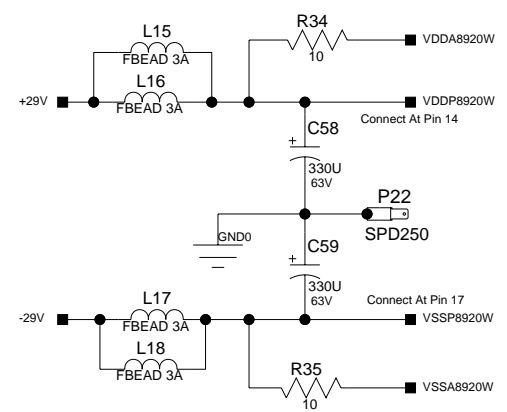 R34
10
VDDA8920W
L15
FBEAD 3A
L16
FBEAD 3A
+29V
VDDP8920W
Connect At Pin 14
C58
+
330U
63V
P22
SPD250
GND0
C59
+
330U
63V
Connect At Pin 17
-29V
L17
FBEAD 3A
VSSP8920W
L18
FBEAD 3A
R35
10
VSSA8920W